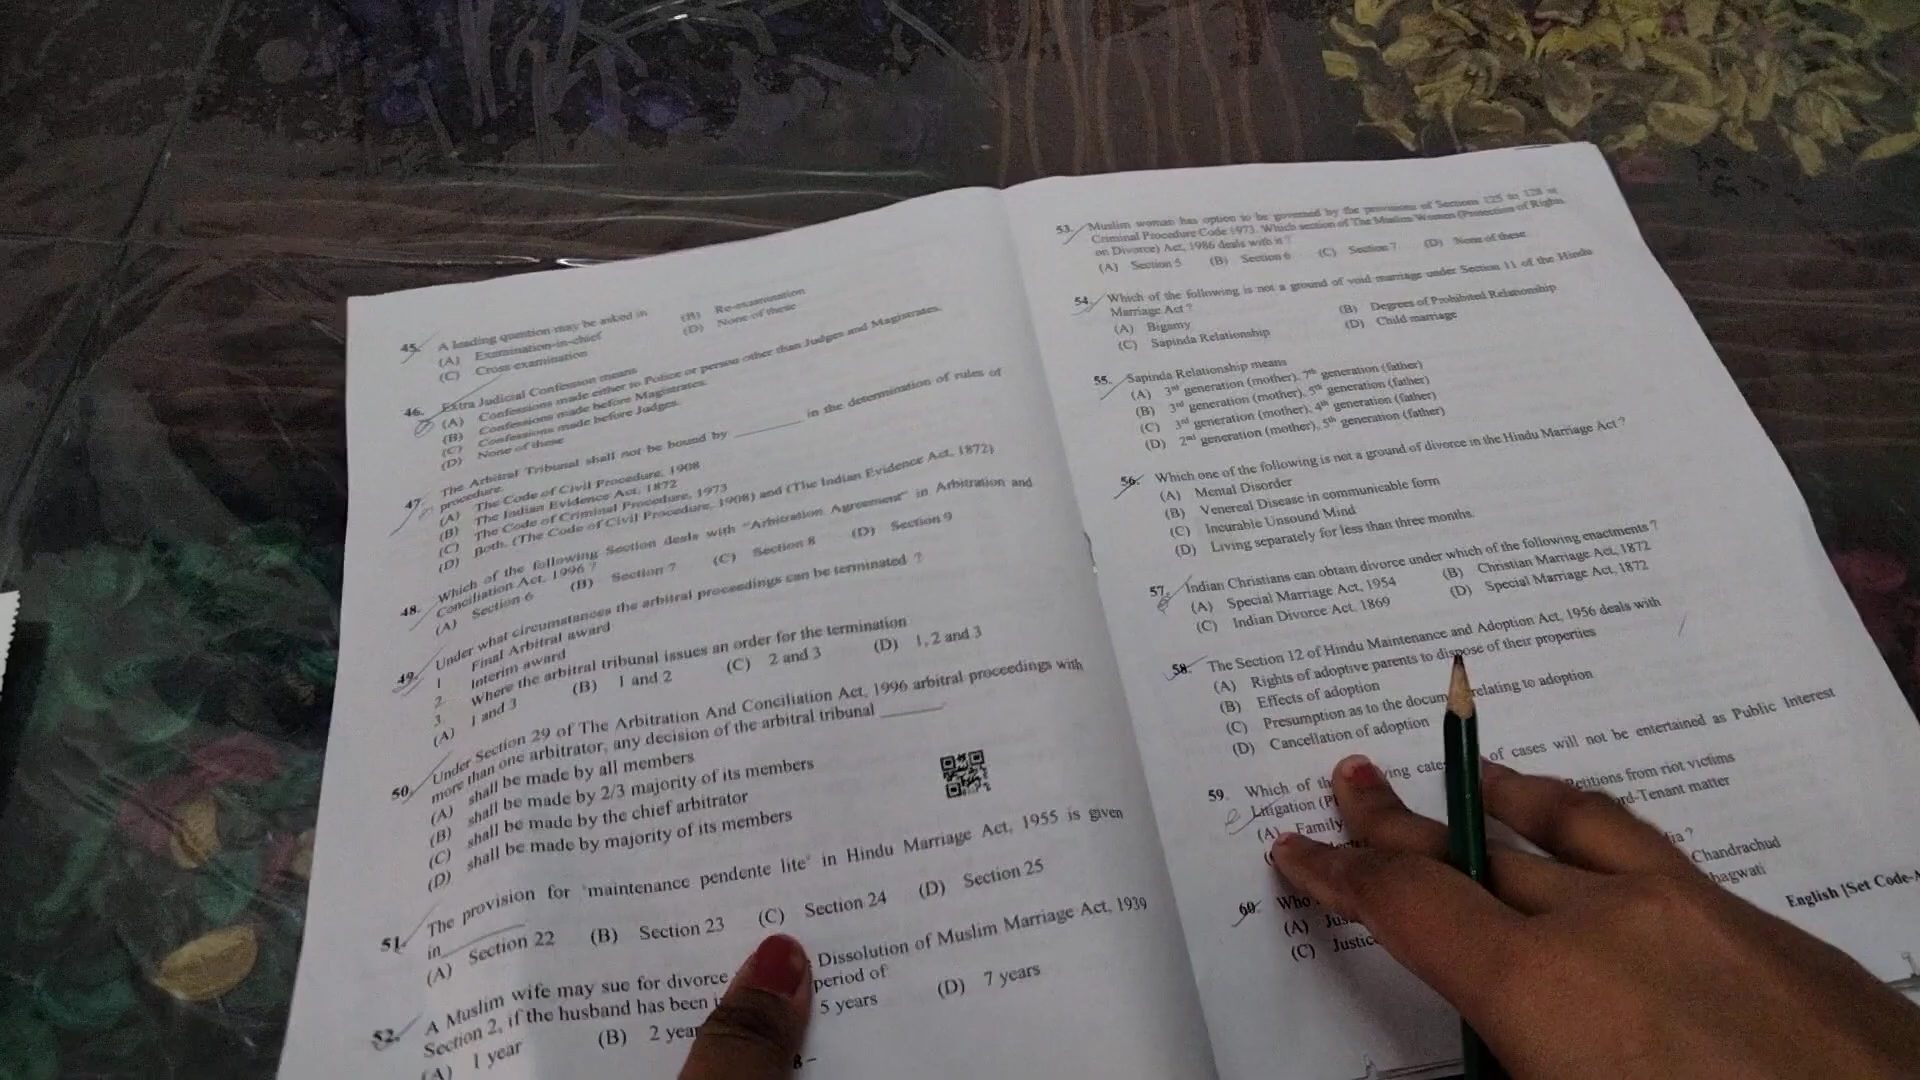 45. A leading question may be asked in
(A) Examination-in-chief (B) Re-examination
(C) Cross examination (D) None of these
46. Extra Judicial Confession means
(A) Confessions made either to Police or person other than Judges and Magistrates.
(B) Confessions made before Magistrates.
(C) Confessions made before Judges.
(D) None of these
47. The Arbitral Tribunal shall not be bound by ________ in the determination of rules of
procedure.
(A) The Code of Civil Procedure, 1908
(B) The Indian Evidence Act, 1872
(C) The Code of Criminal Procedure, 1973
(D) Both, (The Code of Civil Procedure, 1908) and (The Indian Evidence Act, 1872)
48. Which of the following Section deals with "Arbitration Agreement" in Arbitration and
Conciliation Act, 1996 ?
(A) Section 6 (B) Section 7 (C) Section 8 (D) Section 9
49. Under what circumstances the arbitral proceedings can be terminated ?
1 Final Arbitral award
2. Interim award
3. Where the arbitral tribunal issues an order for the termination
(A) 1 and 3 (B) 1 and 2 (C) 2 and 3 (D) 1, 2 and 3
50. Under Section 29 of The Arbitration And Conciliation Act, 1996 arbitral proceedings with
more than one arbitrator, any decision of the arbitral tribunal ________.
(A) shall be made by all members
(B) shall be made by 2/3 majority of its members
(C) shall be made by the chief arbitrator
(D) shall be made by majority of its members
51. The provision for 'maintenance pendente lite' in Hindu Marriage Act, 1955 is given
in________
(A) Section 22 (B) Section 23 (C) Section 24 (D) Section 25
52. A Muslim wife may sue for divorce Dissolution of Muslim Marriage Act, 1939
Section 2, if the husband has been period of
(A) 1 year (B) 2 year 5 years (D) 7 years
8 –
53. Muslim woman has option to be governed by the provisions of Sections 125 to 128 of
Criminal Procedure Code 1973. Which section of The Muslim Women (Protection of Rights
on Divorce) Act, 1986 deals with it ?
(A) Section 5 (B) Section 6 (C) Section 7 (D) None of these
54. Which of the following is not a ground of void marriage under Section 11 of the Hindu
Marriage Act ?
(A) Bigamy (B) Degrees of Prohibited Relationship
(C) Sapinda Relationship (D) Child marriage
55. Sapinda Relationship means
(A) 3rd generation (mother), 7th generation (father)
(B) 3rd generation (mother), 5th generation (father)
(C) 3rd generation (mother), 4th generation (father)
(D) 2nd generation (mother), 5th generation (father)
56. Which one of the following is not a ground of divorce in the Hindu Marriage Act ?
(A) Mental Disorder
(B) Venereal Disease in communicable form
(C) Incurable Unsound Mind
(D) Living separately for less than three months.
57. Indian Christians can obtain divorce under which of the following enactments ?
(A) Special Marriage Act, 1954 (B) Christian Marriage Act, 1872
(C) Indian Divorce Act, 1869 (D) Special Marriage Act, 1872
58. The Section 12 of Hindu Maintenance and Adoption Act, 1956 deals with
(A) Rights of adoptive parents to dispose of their properties
(B) Effects of adoption
(C) Presumption as to the docum relating to adoption
(D) Cancellation of adoption
59. Which of th ving cate of cases will not be entertained as Public Interest
Litigation (P
(A) Family Petitions from riot victims
ord-Tenant matter
60. Who dia ?
(A) Jus Chandrachud
(C) Justice hagwati
English [Set Code-A